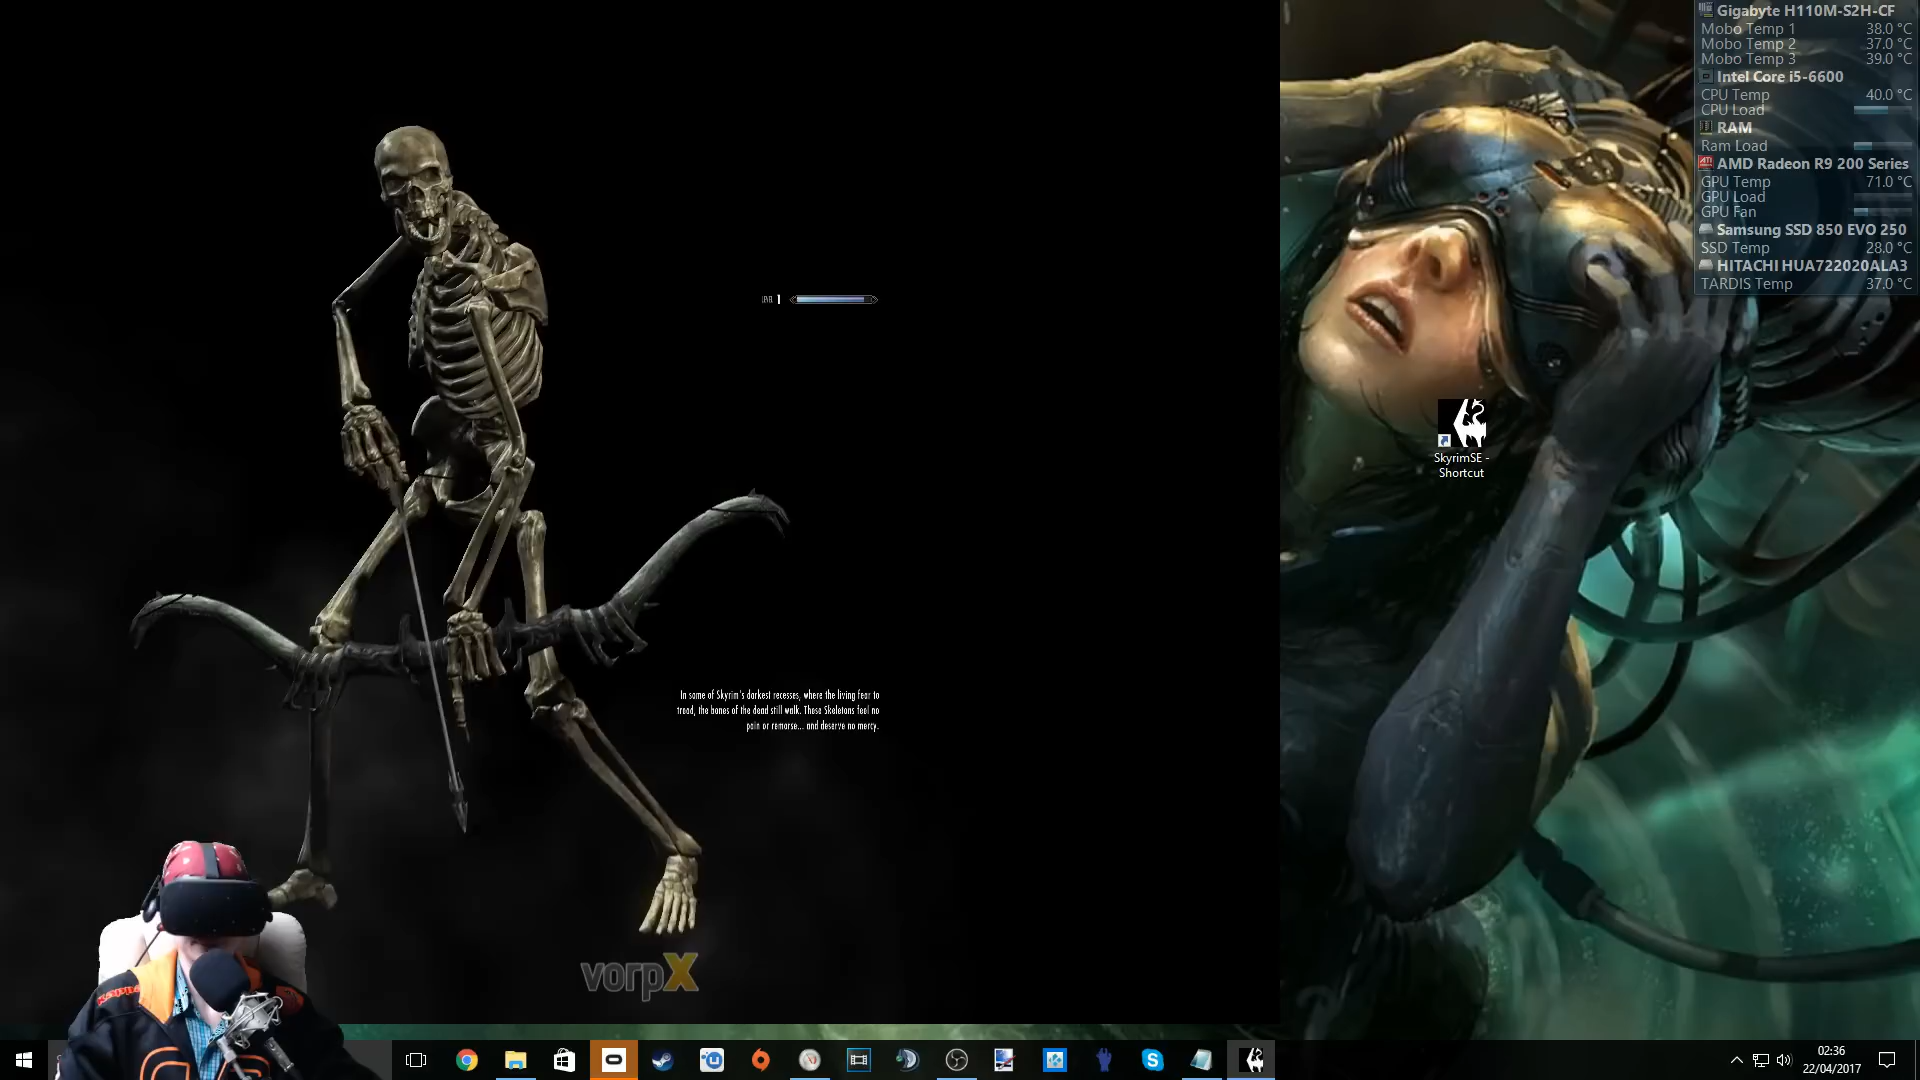 LEVEL 1
In some of Skyrim's darkest recesses, where the living fear to
tread, the bones of the dead still walk. These Skeletons feel no
pain or remorse... and deserve no mercy.
vorpX
kappa
Gigabyte H110M-S2H-CF
Mobo Temp 1 38.0 °C
Mobo Temp 2 37.0 °C
Mobo Temp 3 39.0 °C
Intel Core i5-6600
CPU Temp 40.0 °C
CPU Load
RAM
Ram Load
AMD Radeon R9 200 Series
GPU Temp 71.0 °C
GPU Load
GPU Fan
Samsung SSD 850 EVO 250
SSD Temp 28.0 °C
HITACHI HUA722020ALA3
TARDIS Temp 37.0 °C
SkyrimSE -
Shortcut
02:36
22/04/2017